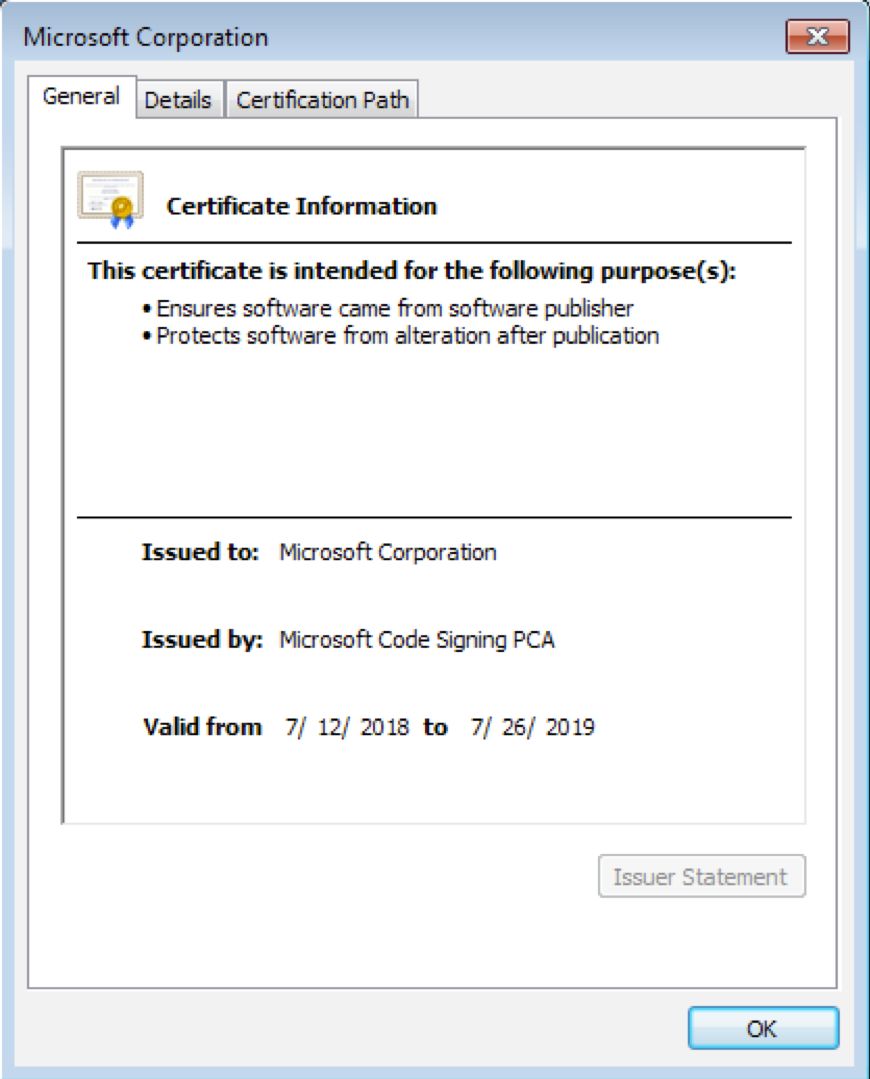 Microsoft Corporation
General
Details
Certification Path
Certificate Information
This certificate is intended for the following purpose(s):
• Ensures software came from software publisher
• Protects software from alteration after publication
Issued to: Microsoft Corporation
Issued by: Microsoft Code Signing PCA
Valid from 7/ 12/ 2018 to 7/ 26/ 2019
Issuer Statement
OK